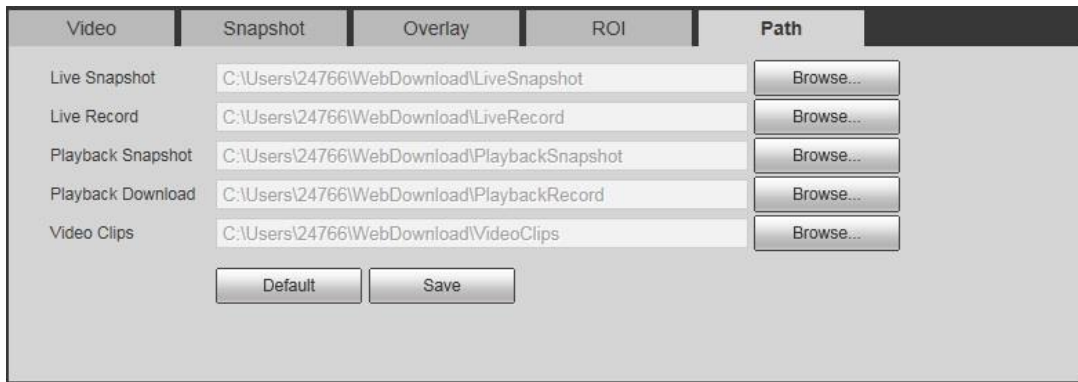 Video Snapshot Overlay ROI Path
Live Snapshot C:\Users\24766\WebDownload\LiveSnapshot Browse...
Live Record C:\Users\24766\WebDownload\LiveRecord Browse...
Playback Snapshot C:\Users\24766\WebDownload\PlaybackSnapshot Browse...
Playback Download C:\Users\24766\WebDownload\PlaybackRecord Browse...
Video Clips C:\Users\24766\WebDownload\VideoClips Browse...
Default Save